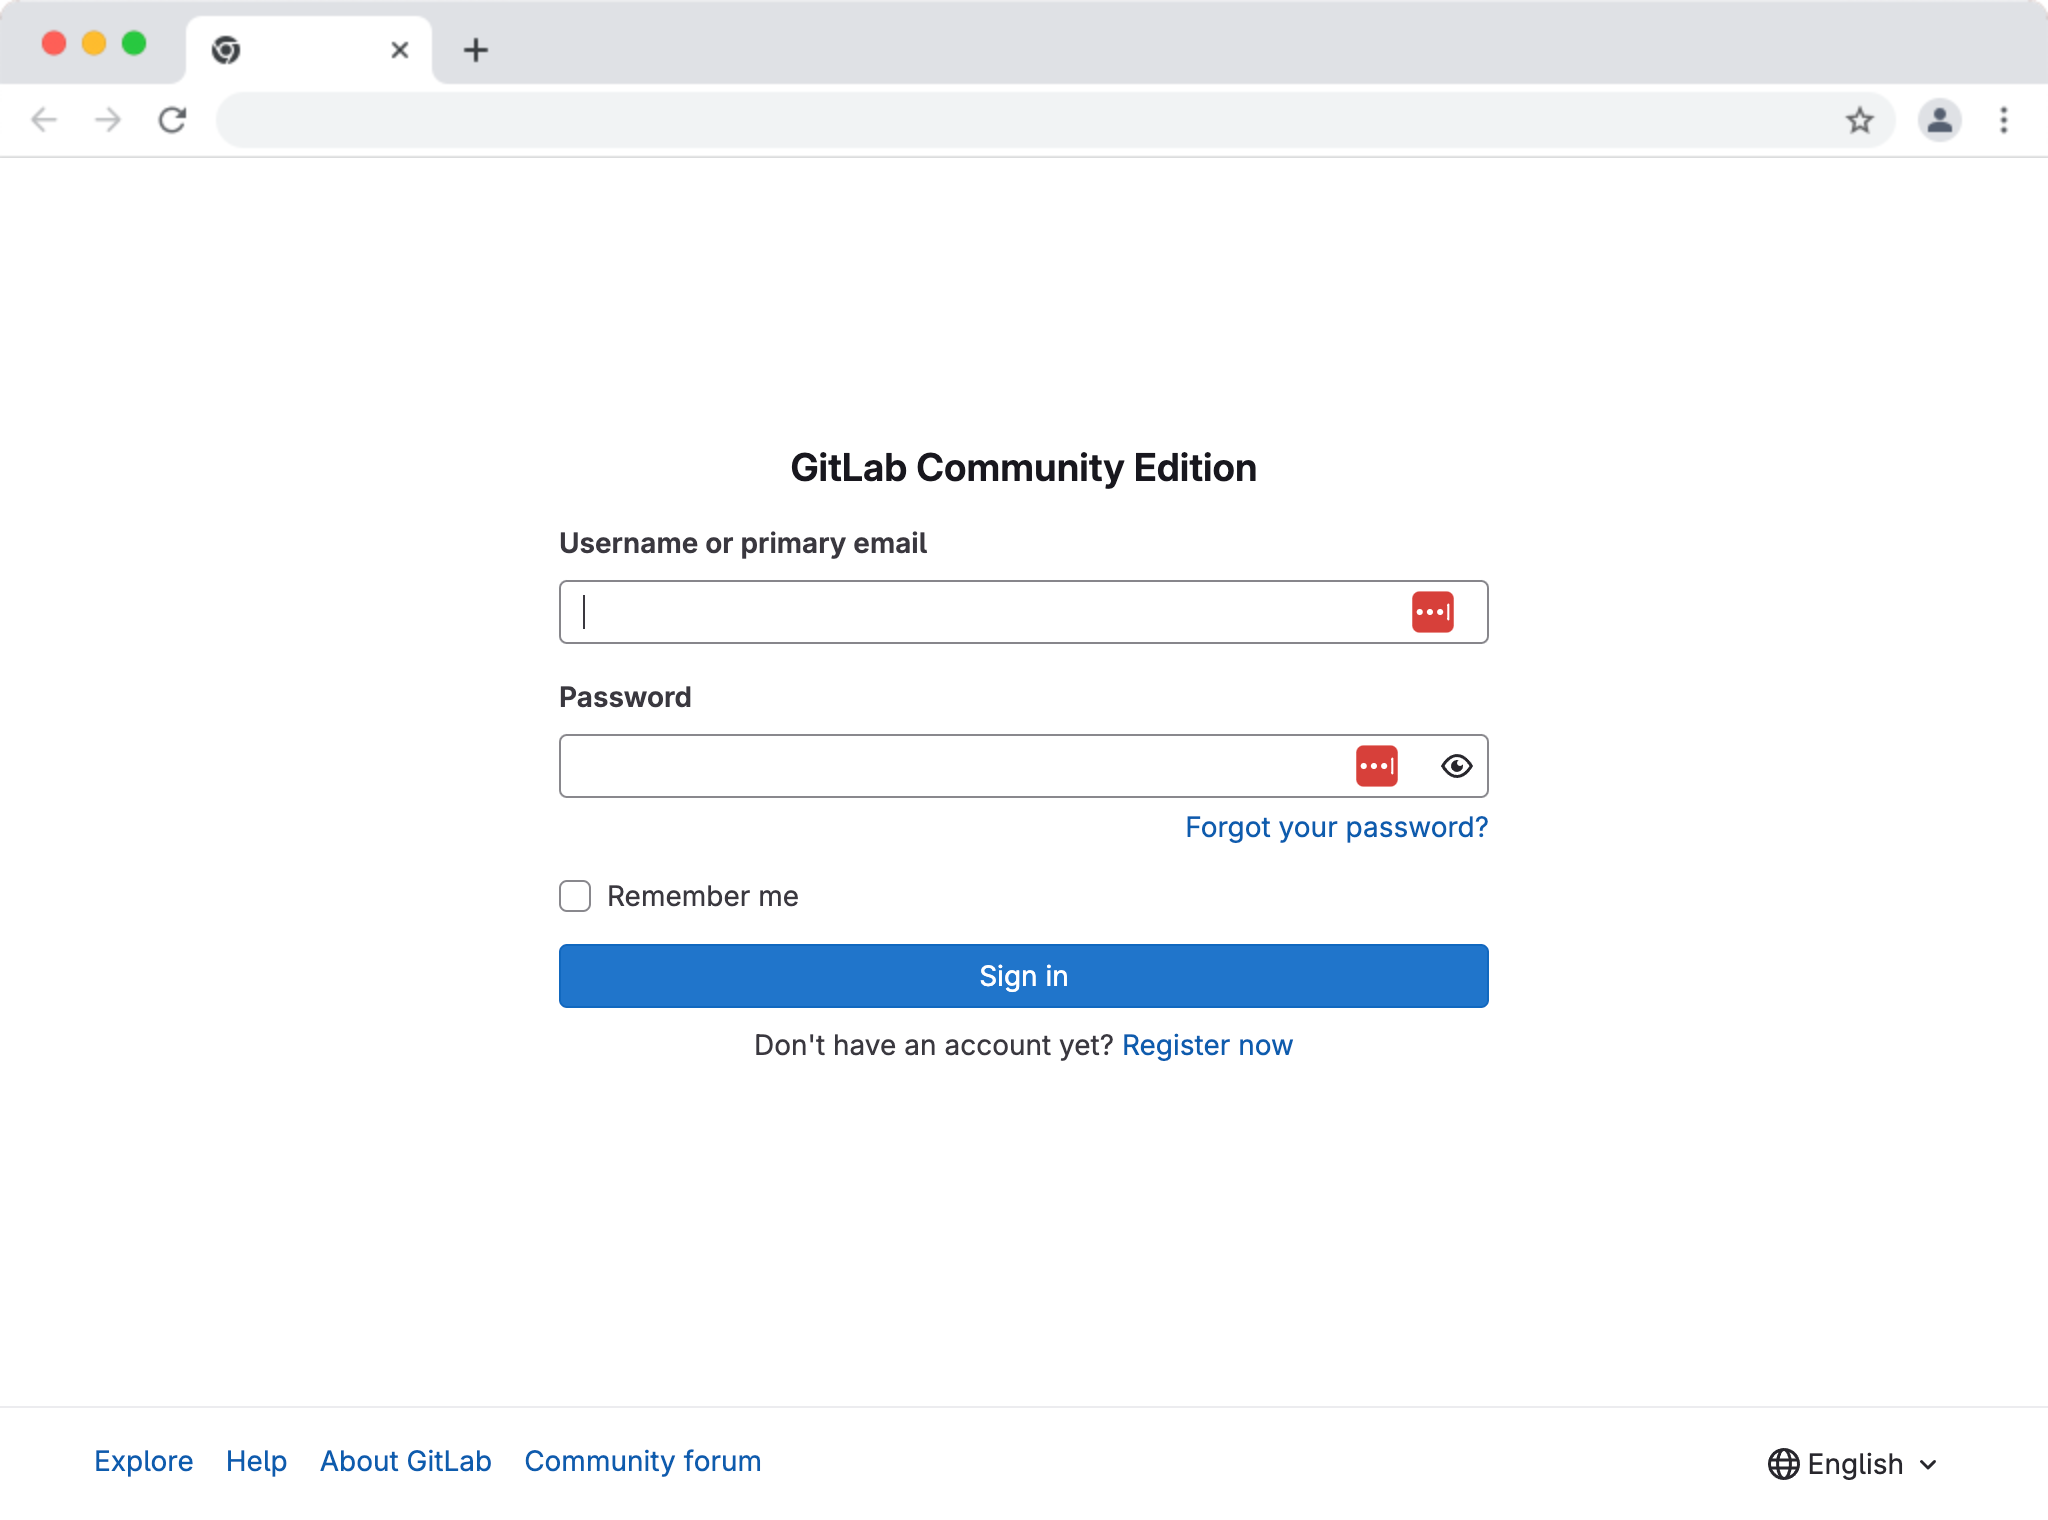 GitLab Community Edition
Username or primary email
Password
Forgot your password?
Remember me
Sign in
Don't have an account yet? Register now
Explore Help About GitLab Community forum English